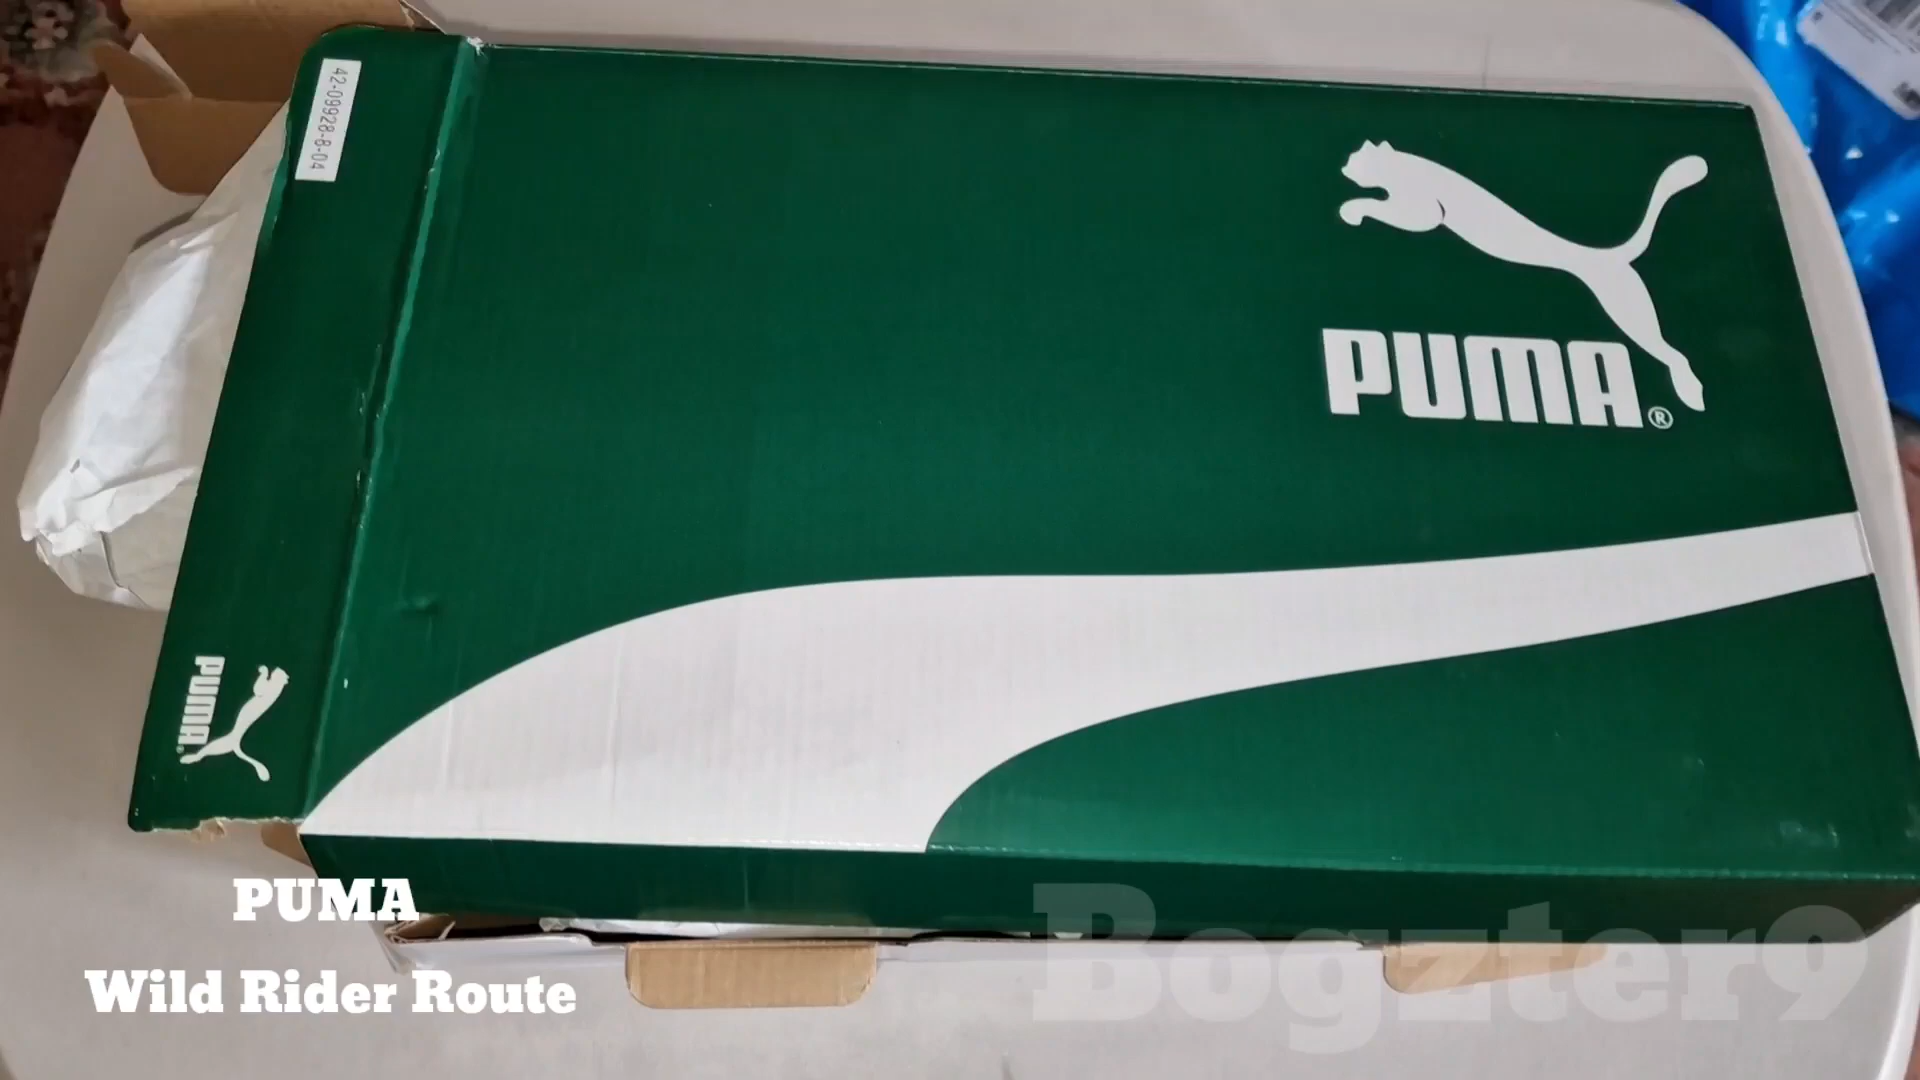 42-09928-8-04
PUMA®
PUMA®
PUMA
Wild Rider Route
Bogzter9